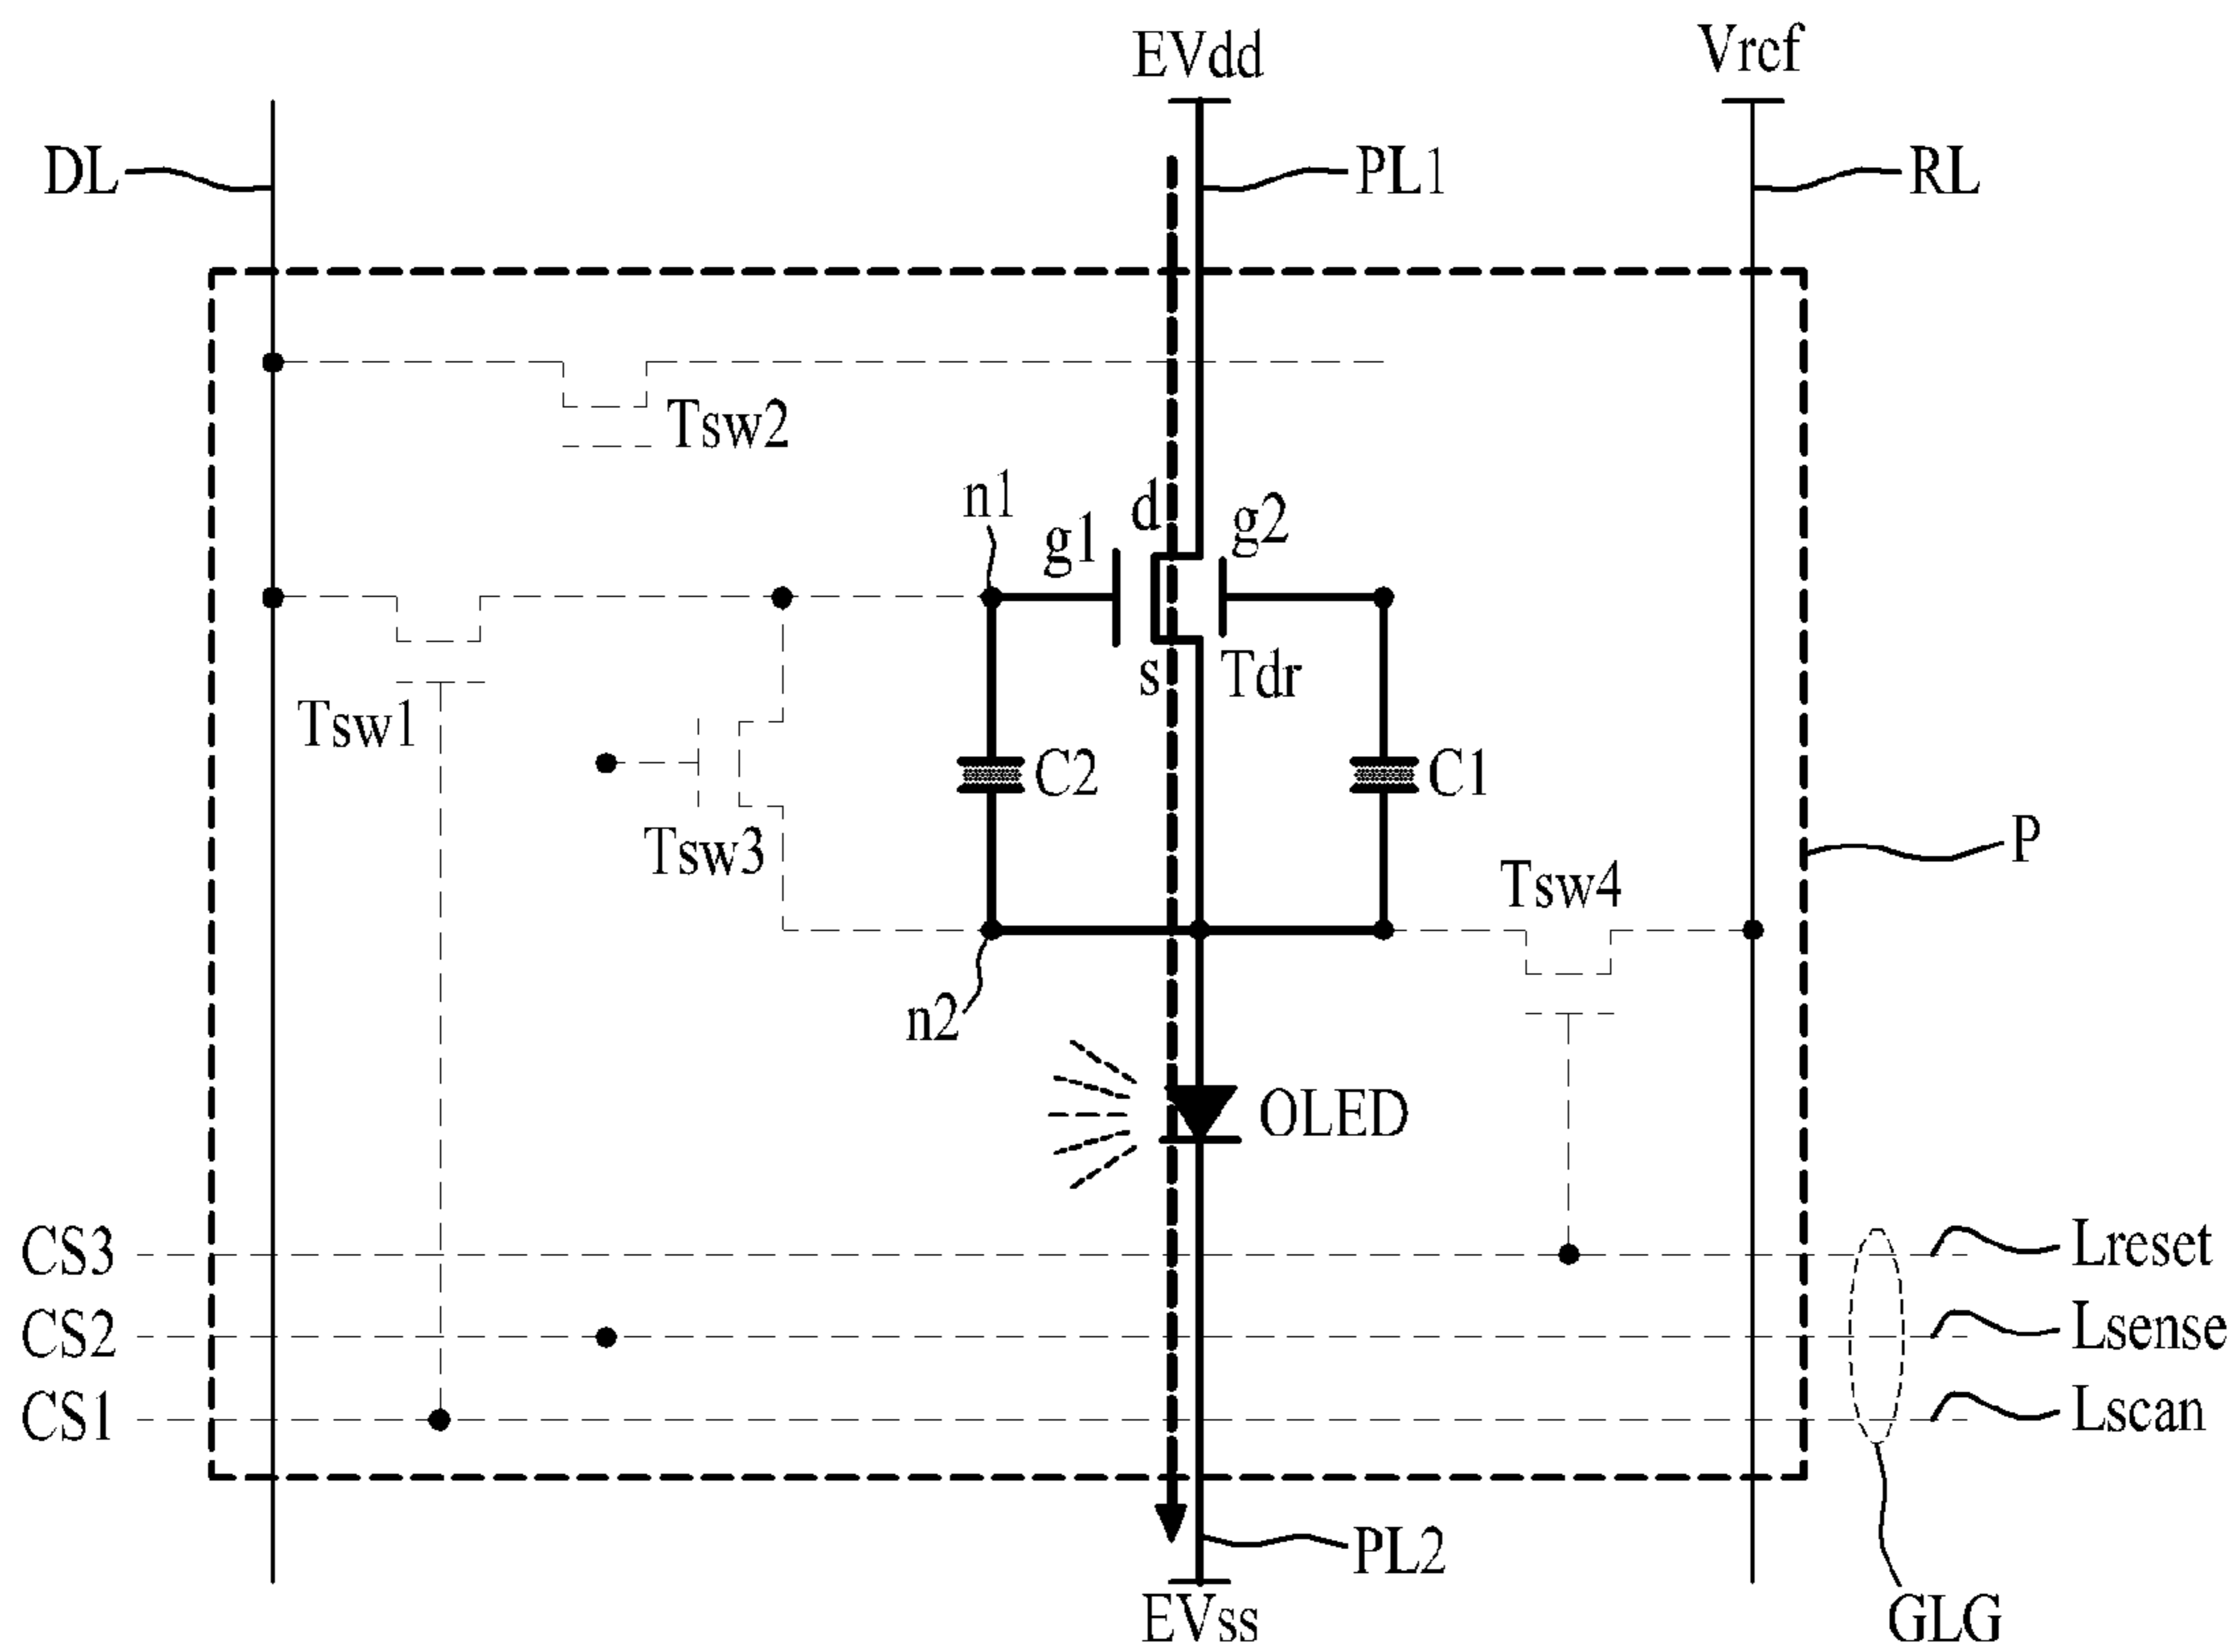 EVdd
Vref
DL
PL1
RL
Tsw2
n1
d
g1
g2
s
Tdr
Tsw1
C2
C1
Tsw3
P
Tsw4
n2
OLED
CS3
Lreset
CS2
Lsense
CS1
Lscan
PL2
EVss
GLG